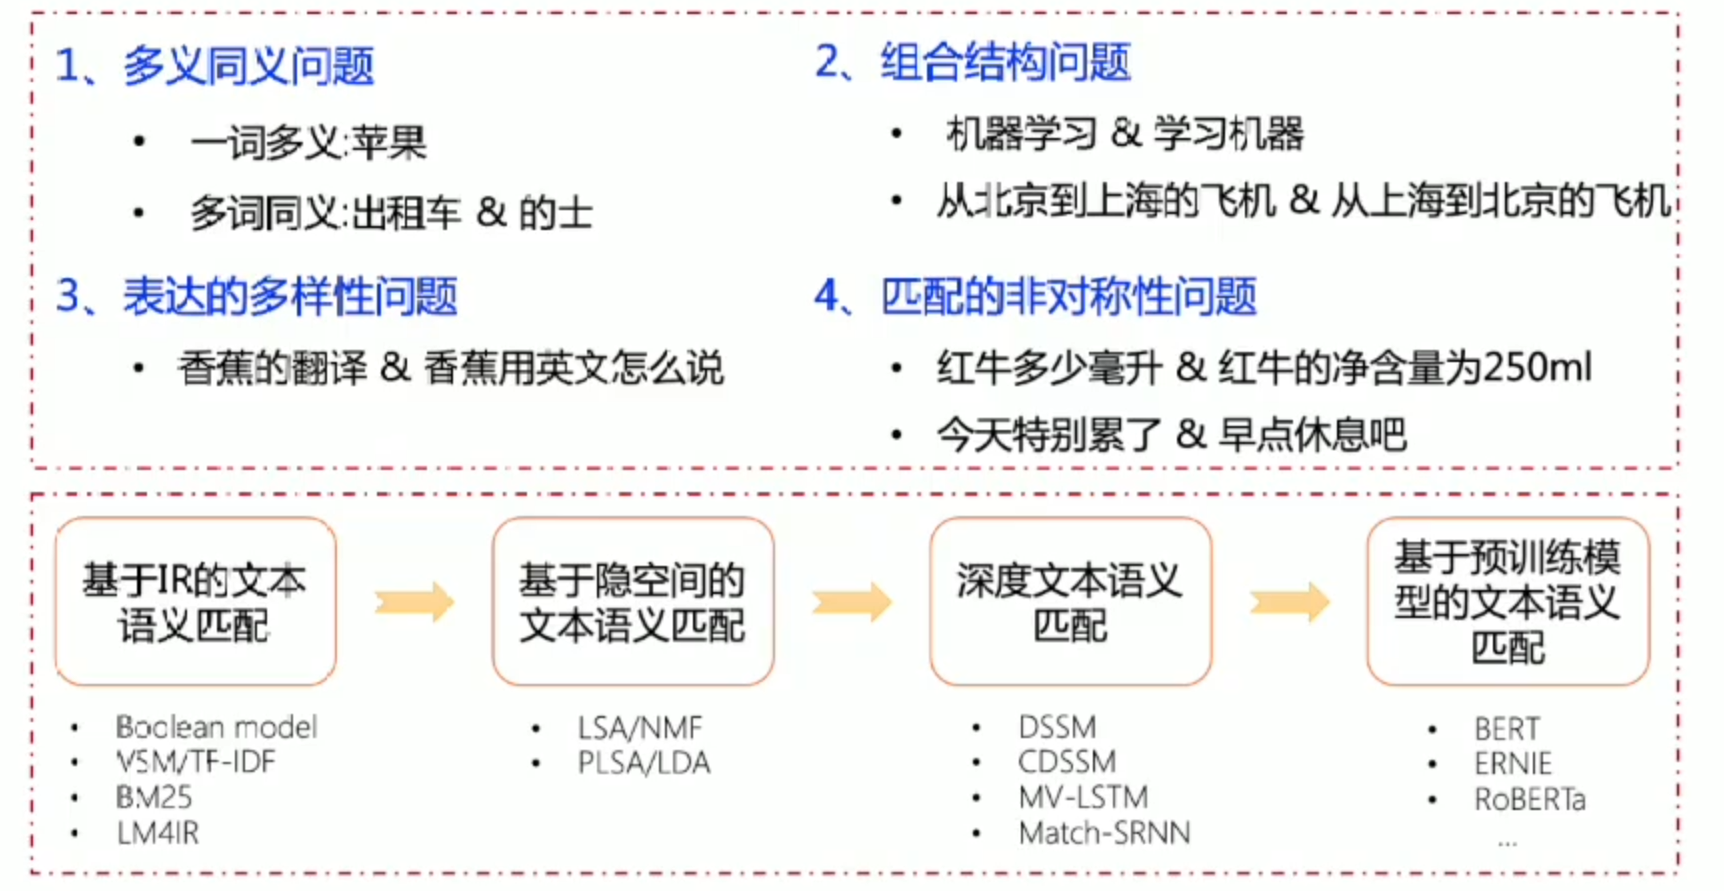 1、多义同义问题
• 一词多义:苹果
• 多词同义:出租车 & 的士
2、组合结构问题
• 机器学习 & 学习机器
• 从北京到上海的飞机 & 从上海到北京的飞机
3、表达的多样性问题
• 香蕉的翻译 & 香蕉用英文怎么说
4、匹配的非对称性问题
• 红牛多少毫升 & 红牛的净含量为250ml
• 今天特别累了 & 早点休息吧
基于IR的文本
语义匹配
• Boolean model
• VSM/TF-IDF
• BM25
• LM4IR
基于隐空间的
文本语义匹配
• LSA/NMF
• PLSA/LDA
深度文本语义
匹配
• DSSM
• CDSSM
• MV-LSTM
• Match-SRNN
基于预训练模
型的文本语义
匹配
• BERT
• ERNIE
• RoBERTa
...